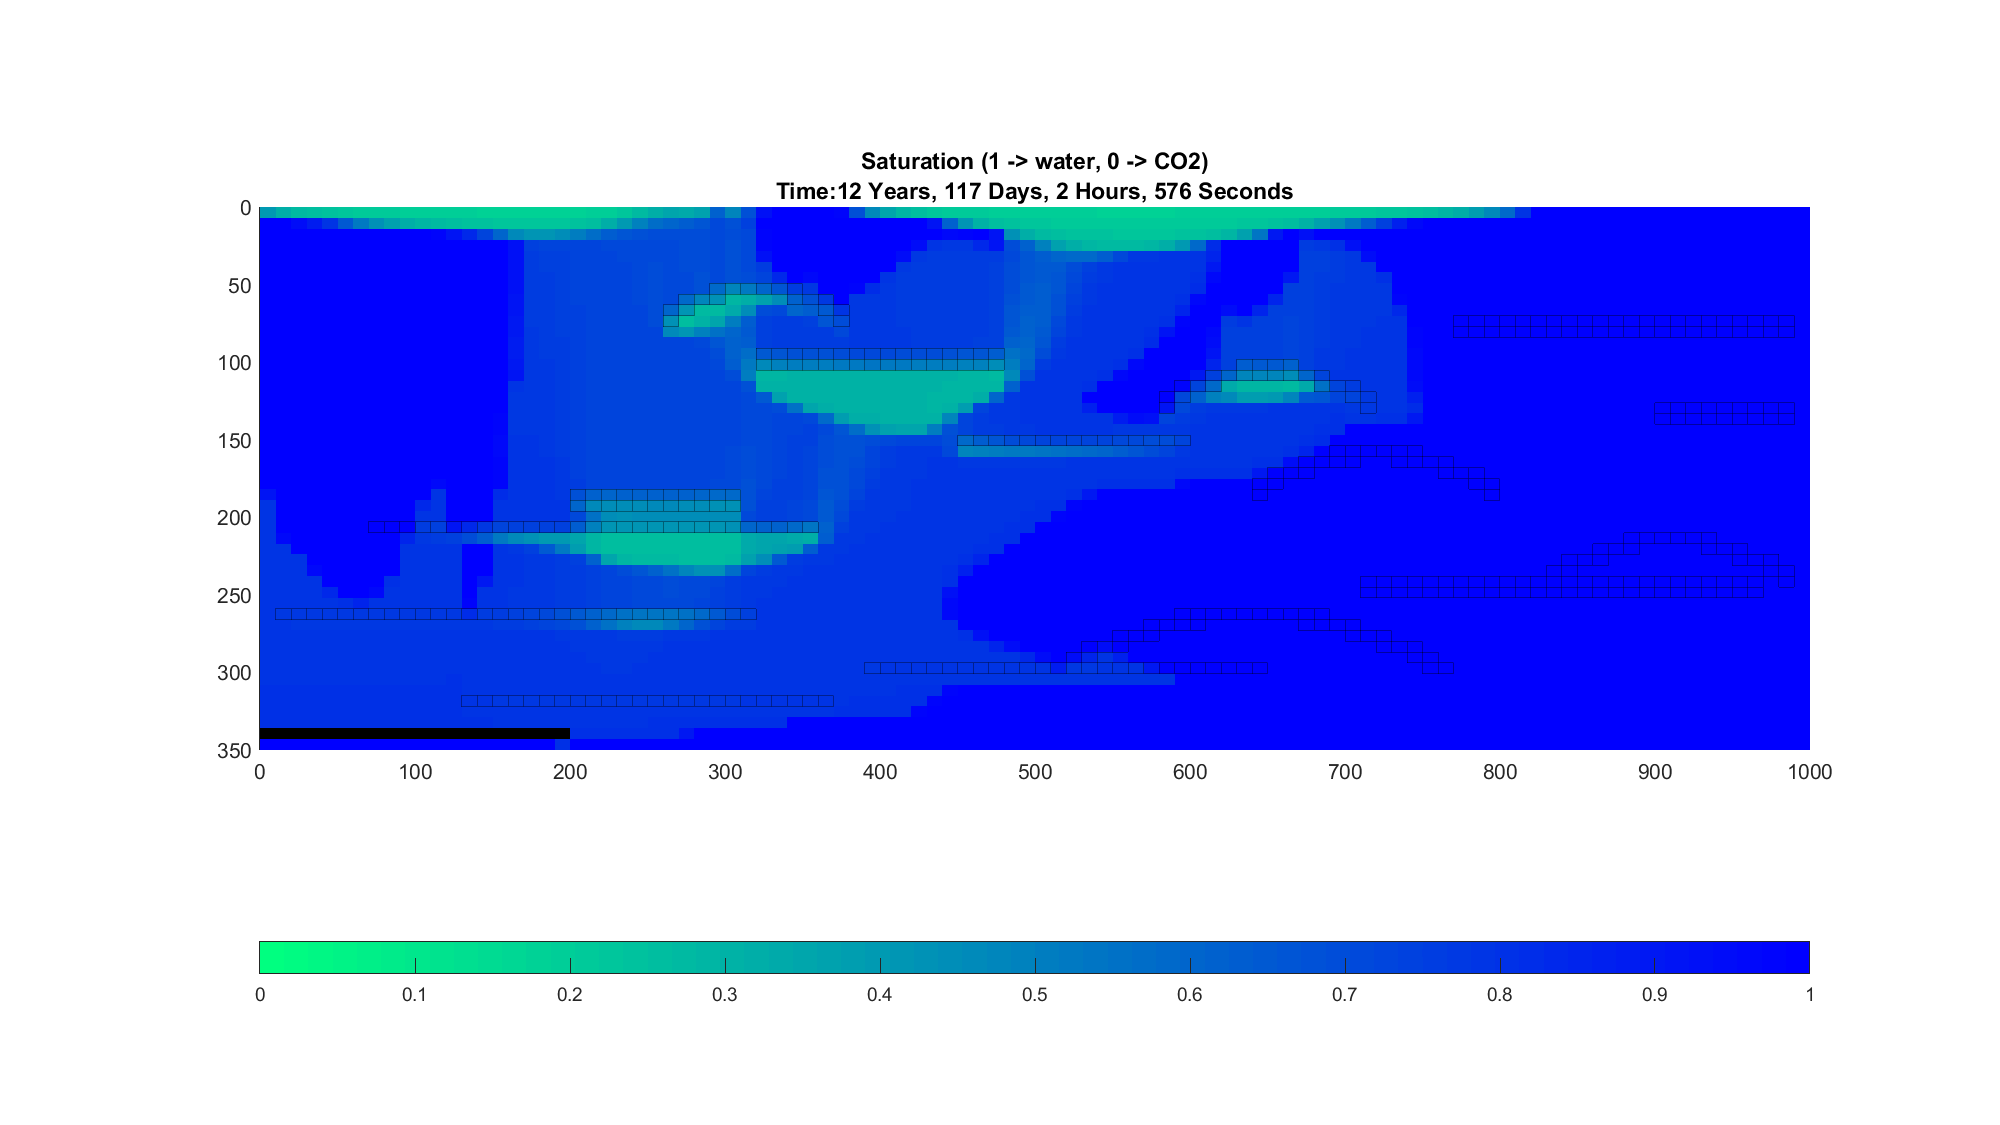 Saturation (1 -> water, 0 -> CO2)
Time:12 Years, 117 Days, 2 Hours, 576 Seconds
0
50
100
150
200
250
300
350
0 100 200 300 400 500 600 700 800 900 1000
0 0.1 0.2 0.3 0.4 0.5 0.6 0.7 0.8 0.9 1